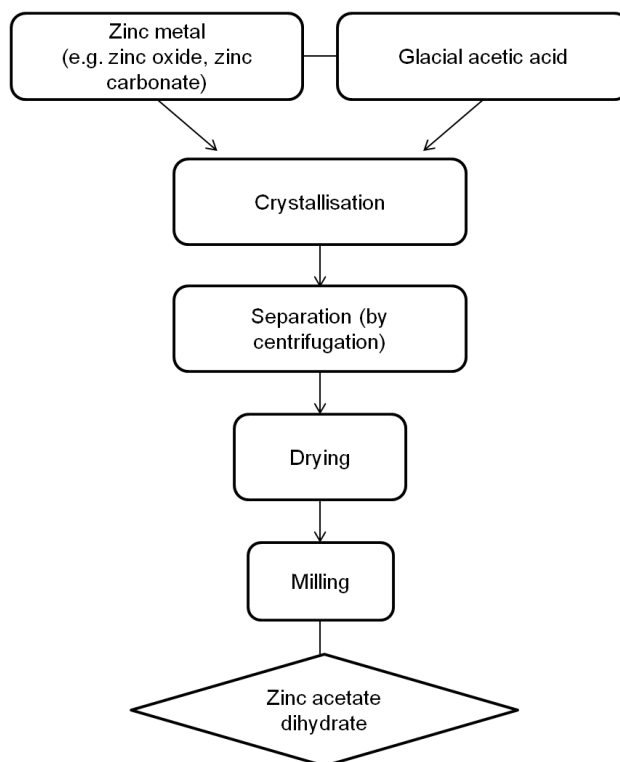 Zinc metal
(e.g. zinc oxide, zinc
carbonate)
Glacial acetic acid
Crystallisation
Separation (by
centrifugation)
Drying
Milling
Zinc acetate
dihydrate